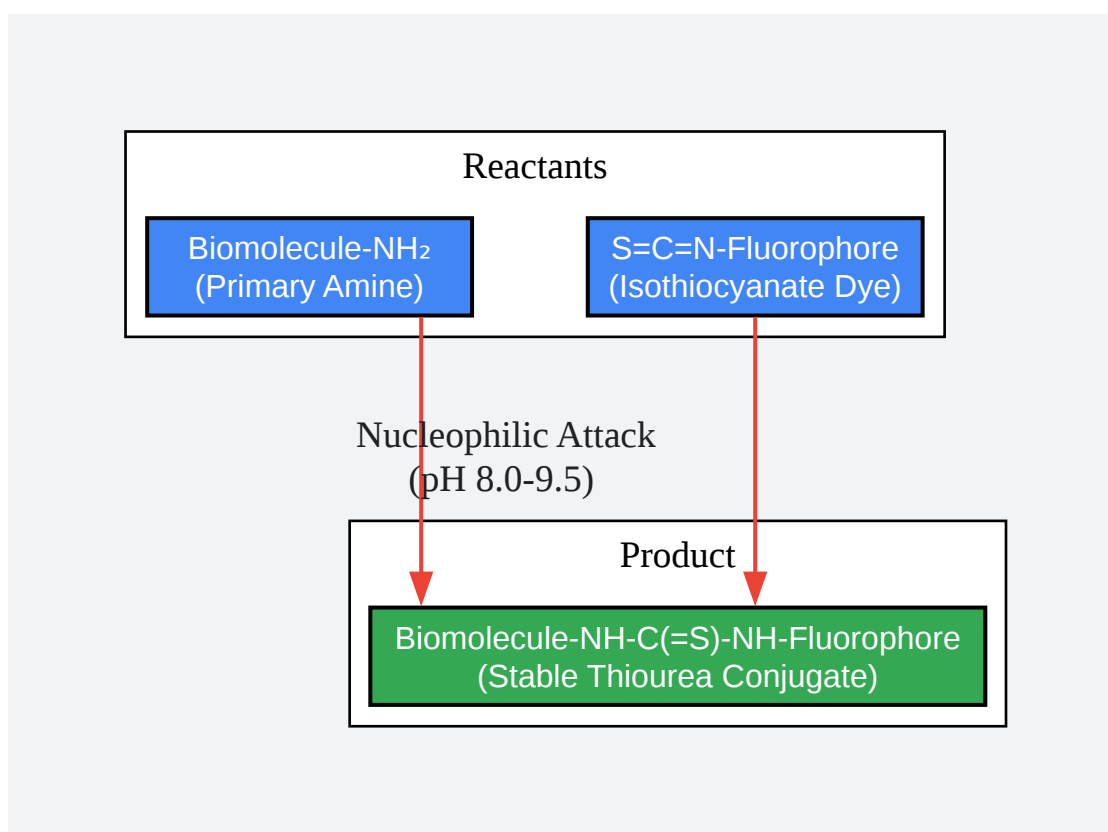 Reactants
Biomolecule-NH₂
(Primary Amine)
S=C=N-Fluorophore
(Isothiocyanate Dye)
Nucleophilic Attack
(pH 8.0-9.5)
Product
Biomolecule-NH-C(=S)-NH-Fluorophore
(Stable Thiourea Conjugate)